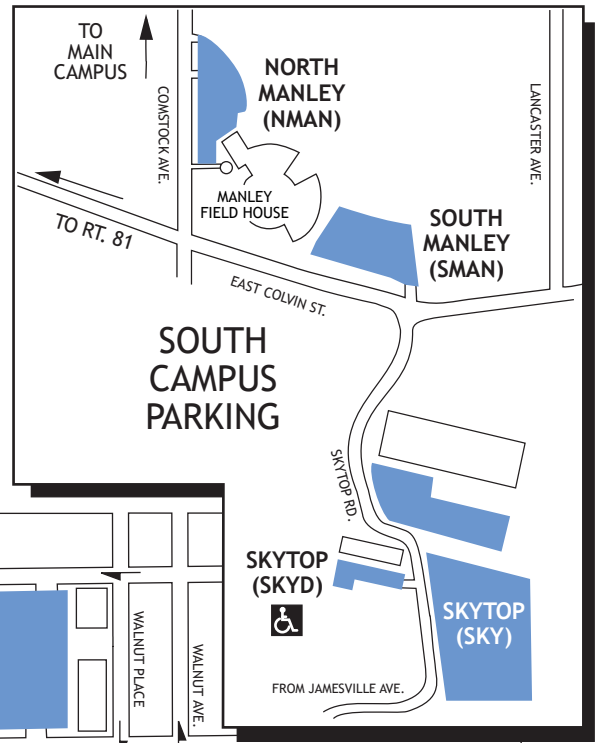 TO
MAIN
CAMPUS
COMSTOCK AVE.
NORTH
MANLEY
(NMAN)
LANCASTER AVE.
MANLEY
FIELD HOUSE
TO RT. 81
SOUTH
MANLEY
(SMAN)
EAST COLVIN ST.
SOUTH
CAMPUS
PARKING
SKYTOP RD.
SKYTOP
(SKYD)
SKYTOP
(SKY)
WALNUT PLACE
WALNUT AVE.
FROM JAMESVILLE AVE.